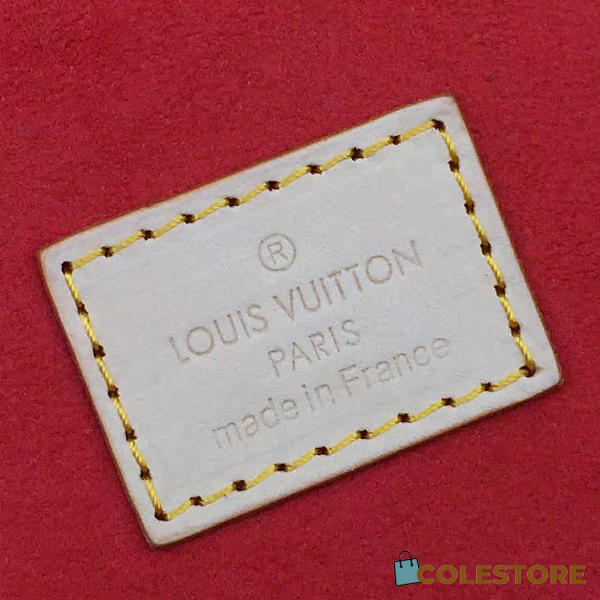 ®
LOUIS VUITTON
PARIS
made in France
COLESTORE